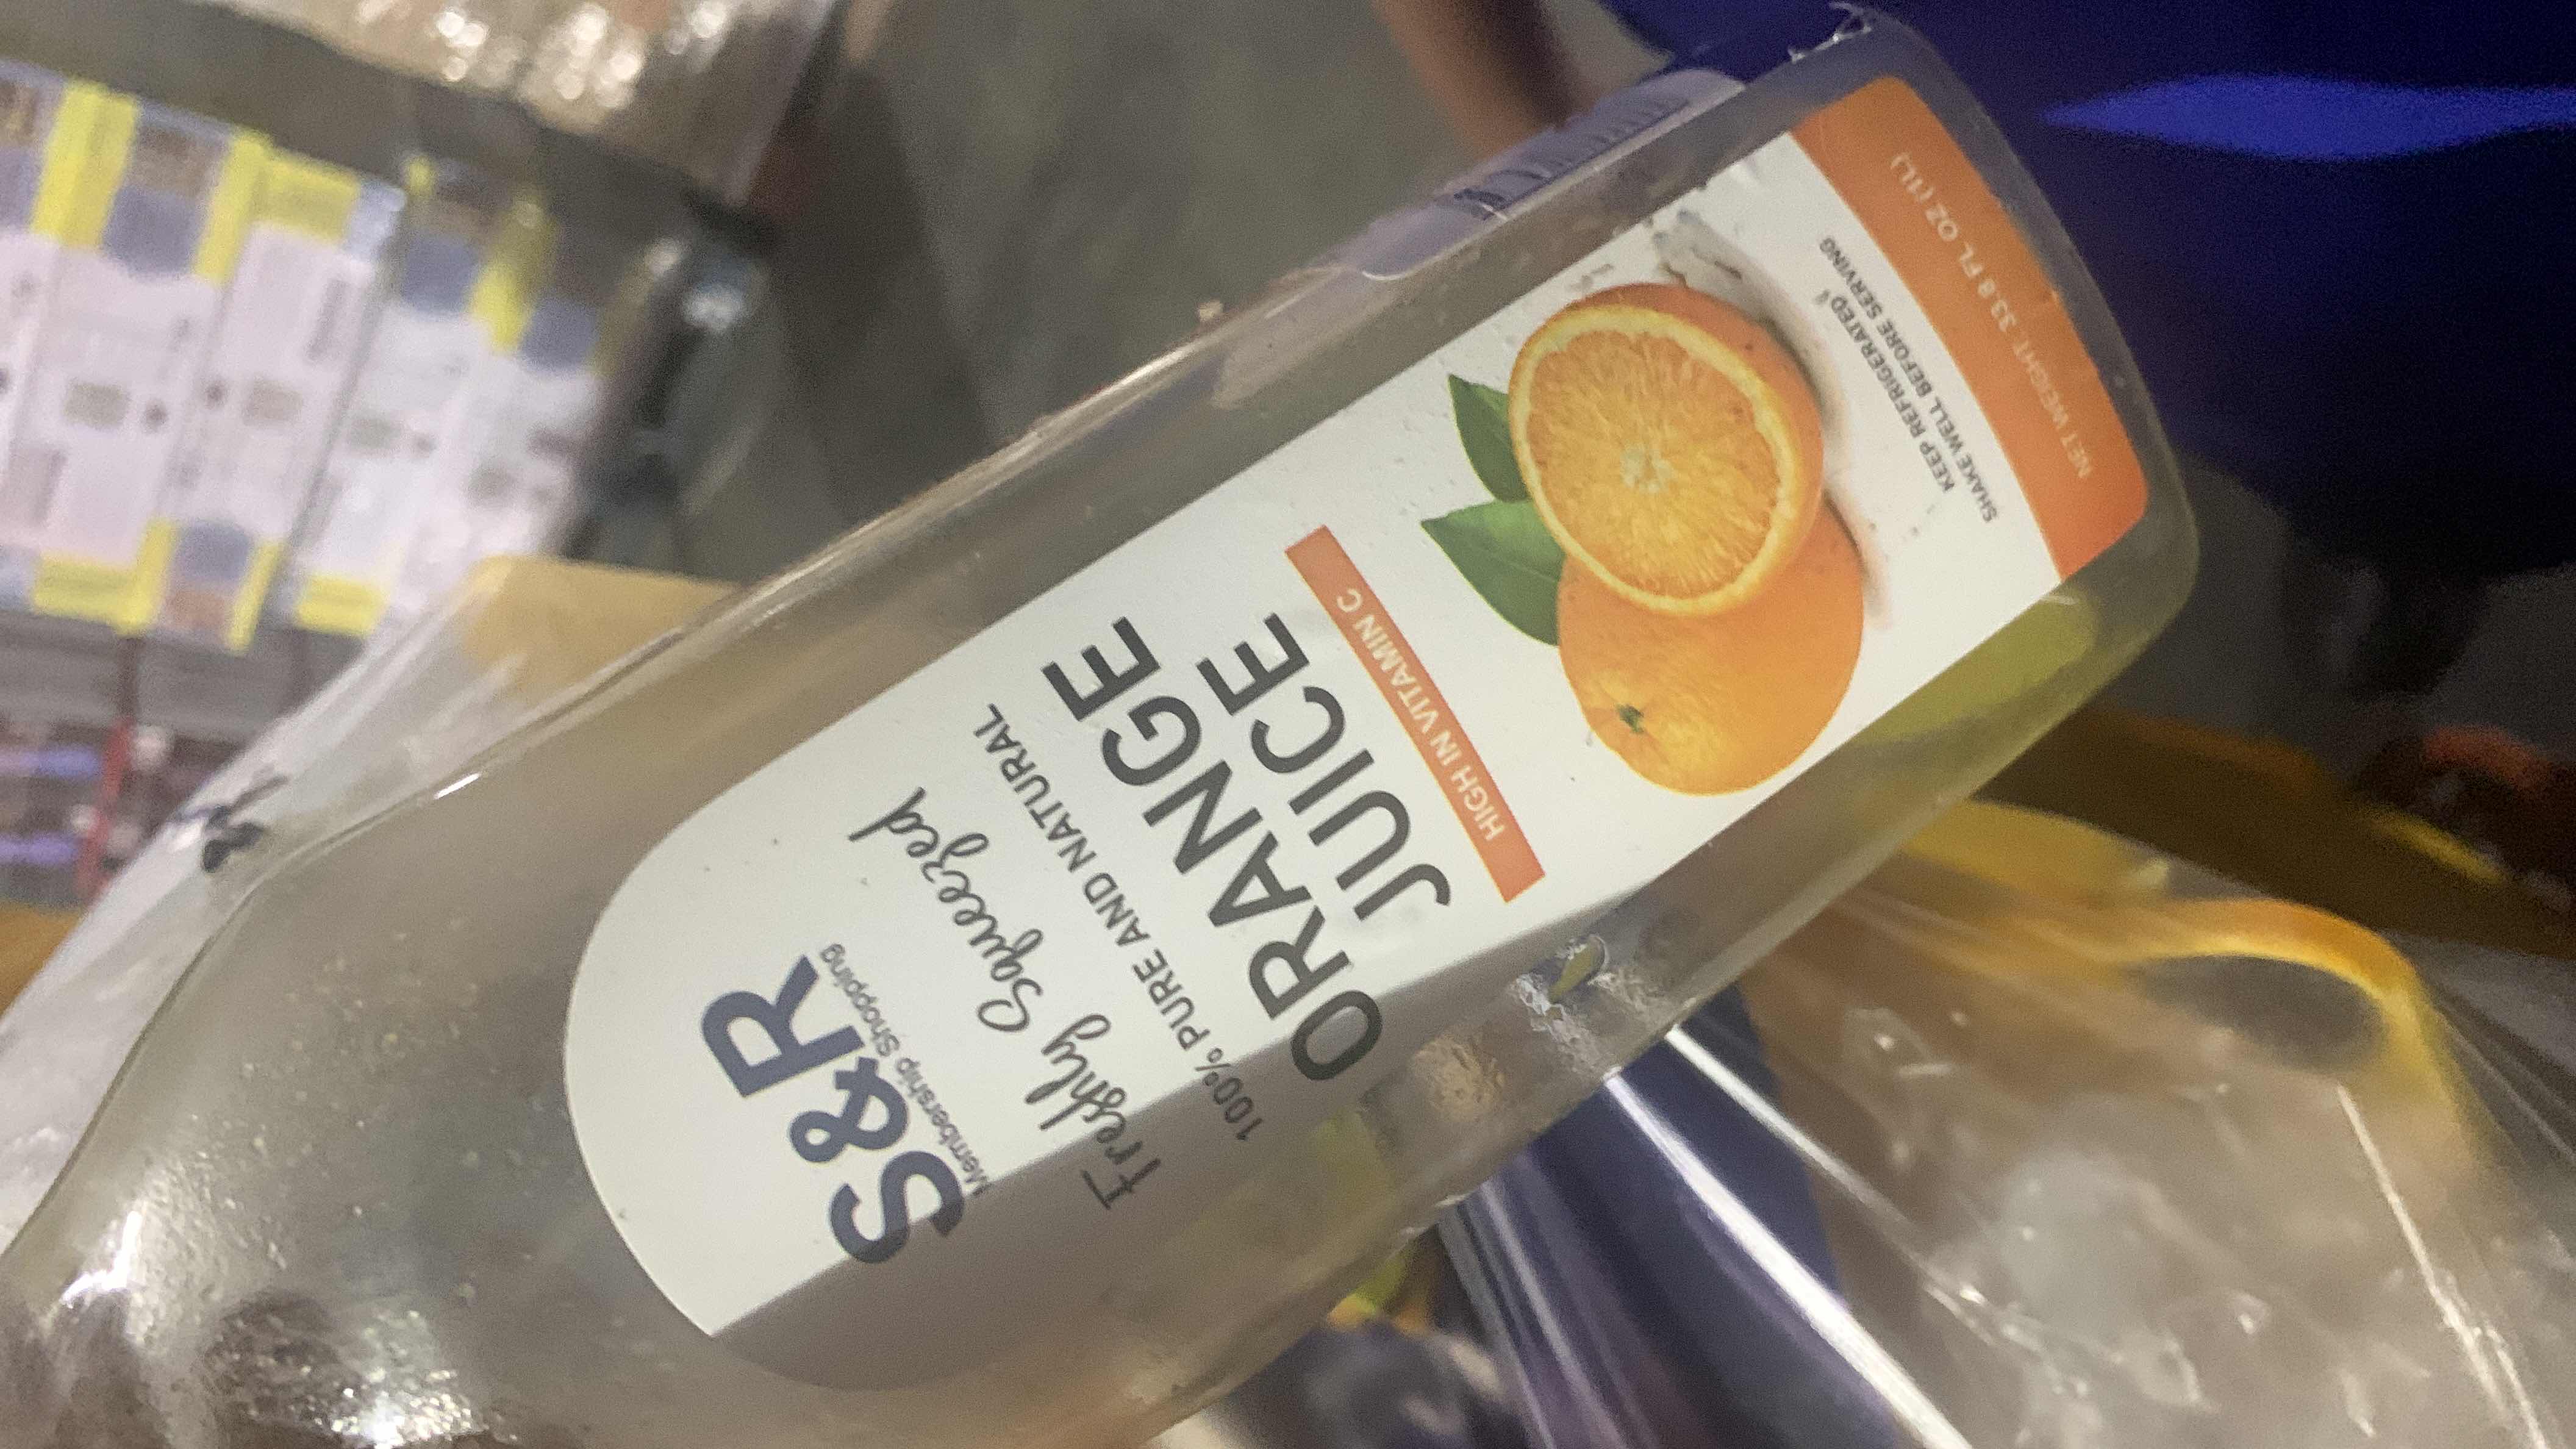 S&R
Membership Shopping
Freshly Squeezed
100% PURE AND NATURAL
ORANGE
JUICE
HIGH IN VITAMIN C
KEEP REFRIGERATED
SHAKE WELL BEFORE SERVING
NET WEIGHT: 33.8 FL OZ (1L)